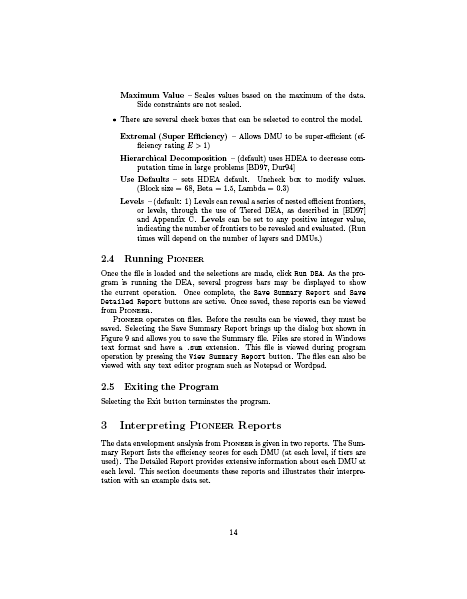 Maximum Value – Scales values based on the maximum of the data.
Side constraints are not scaled.
• There are several check boxes that can be selected to control the model.
Extremal (Super Efficiency) – Allows DMU to be super-efficient (ef-
ficiency rating E > 1)
Hierarchical Decomposition – (default) uses HDEA to decrease com-
putation time in large problems [BD97, Dur94]
Use Defaults – sets HDEA default. Uncheck box to modify values.
(Block size = 68, Beta = 1.5, Lambda = 0.3)
Levels – (default: 1) Levels can reveal a series of nested efficient frontiers,
or levels, through the use of Tiered DEA, as described in [BD97]
and Appendix C. Levels can be set to any positive integer value,
indicating the number of frontiers to be revealed and evaluated. (Run
times will depend on the number of layers and DMUs.)
2.4 Running PIONEER
Once the file is loaded and the selections are made, click Run DEA. As the pro-
gram is running the DEA, several progress bars may be displayed to show
the current operation. Once complete, the Save Summary Report and Save
Detailed Report buttons are active. Once saved, these reports can be viewed
from PIONEER.
PIONEER operates on files. Before the results can be viewed, they must be
saved. Selecting the Save Summary Report brings up the dialog box shown in
Figure 9 and allows you to save the Summary file. Files are stored in Windows
text format and have a .sum extension. This file is viewed during program
operation by pressing the View Summary Report button. The files can also be
viewed with any text editor program such as Notepad or Wordpad.
2.5 Exiting the Program
Selecting the Exit button terminates the program.
3 Interpreting PIONEER Reports
The data envelopment analysis from PIONEER is given in two reports. The Sum-
mary Report lists the efficiency scores for each DMU (at each level, if tiers are
used). The Detailed Report provides extensive information about each DMU at
each level. This section documents these reports and illustrates their interpre-
tation with an example data set.
14